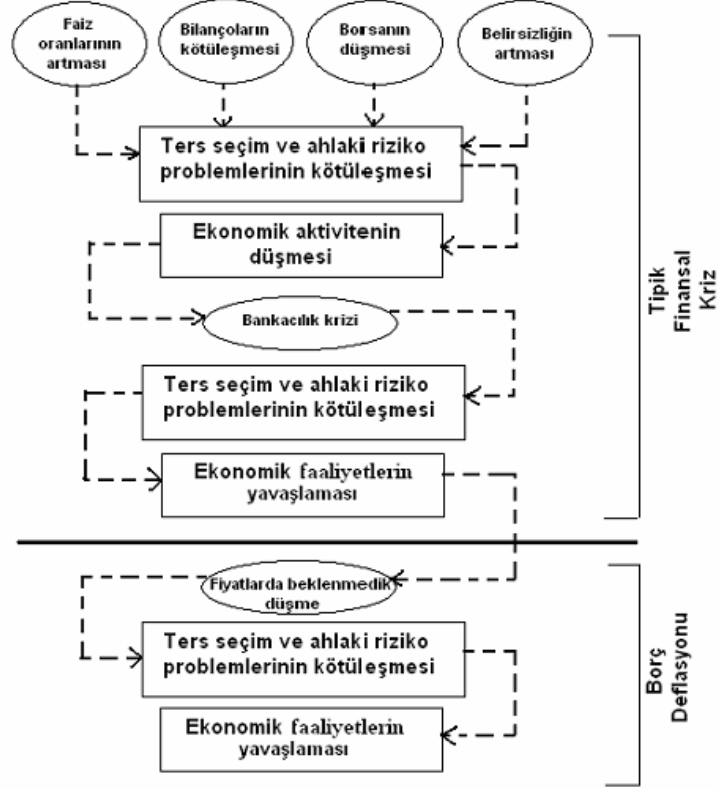 Faiz
oranlarının
artması
Bilançoların
kötüleşmesi
Borsanın
düşmesi
Belirsizliğin
artması
Ters seçim ve ahlaki riziko
problemlerinin kötüleşmesi
Ekonomik aktivitenin
düşmesi
Bankacılık krizi
Ters seçim ve ahlaki riziko
problemlerinin kötüleşmesi
Ekonomik faaliyetlerin
yavaşlaması
Tipik
Finansal
Kriz
Fiyatlarda beklenmedik
düşme
Ters seçim ve ahlaki riziko
problemlerinin kötüleşmesi
Ekonomik faaliyetlerin
yavaşlaması
Borç
Deflasyonu